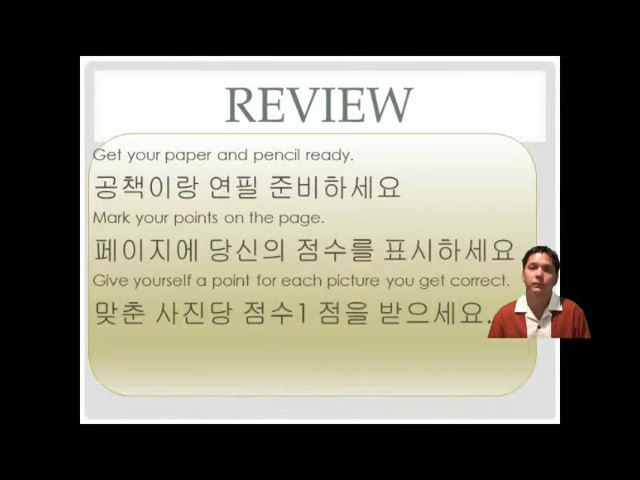 REVIEW
Get your paper and pencil ready.
공책이랑 연필 준비하세요
Mark your points on the page.
페이지에 당신의 점수를 표시하세요
Give yourself a point for each picture you get correct.
맞춘 사진당 점수1 점을 받으세요.